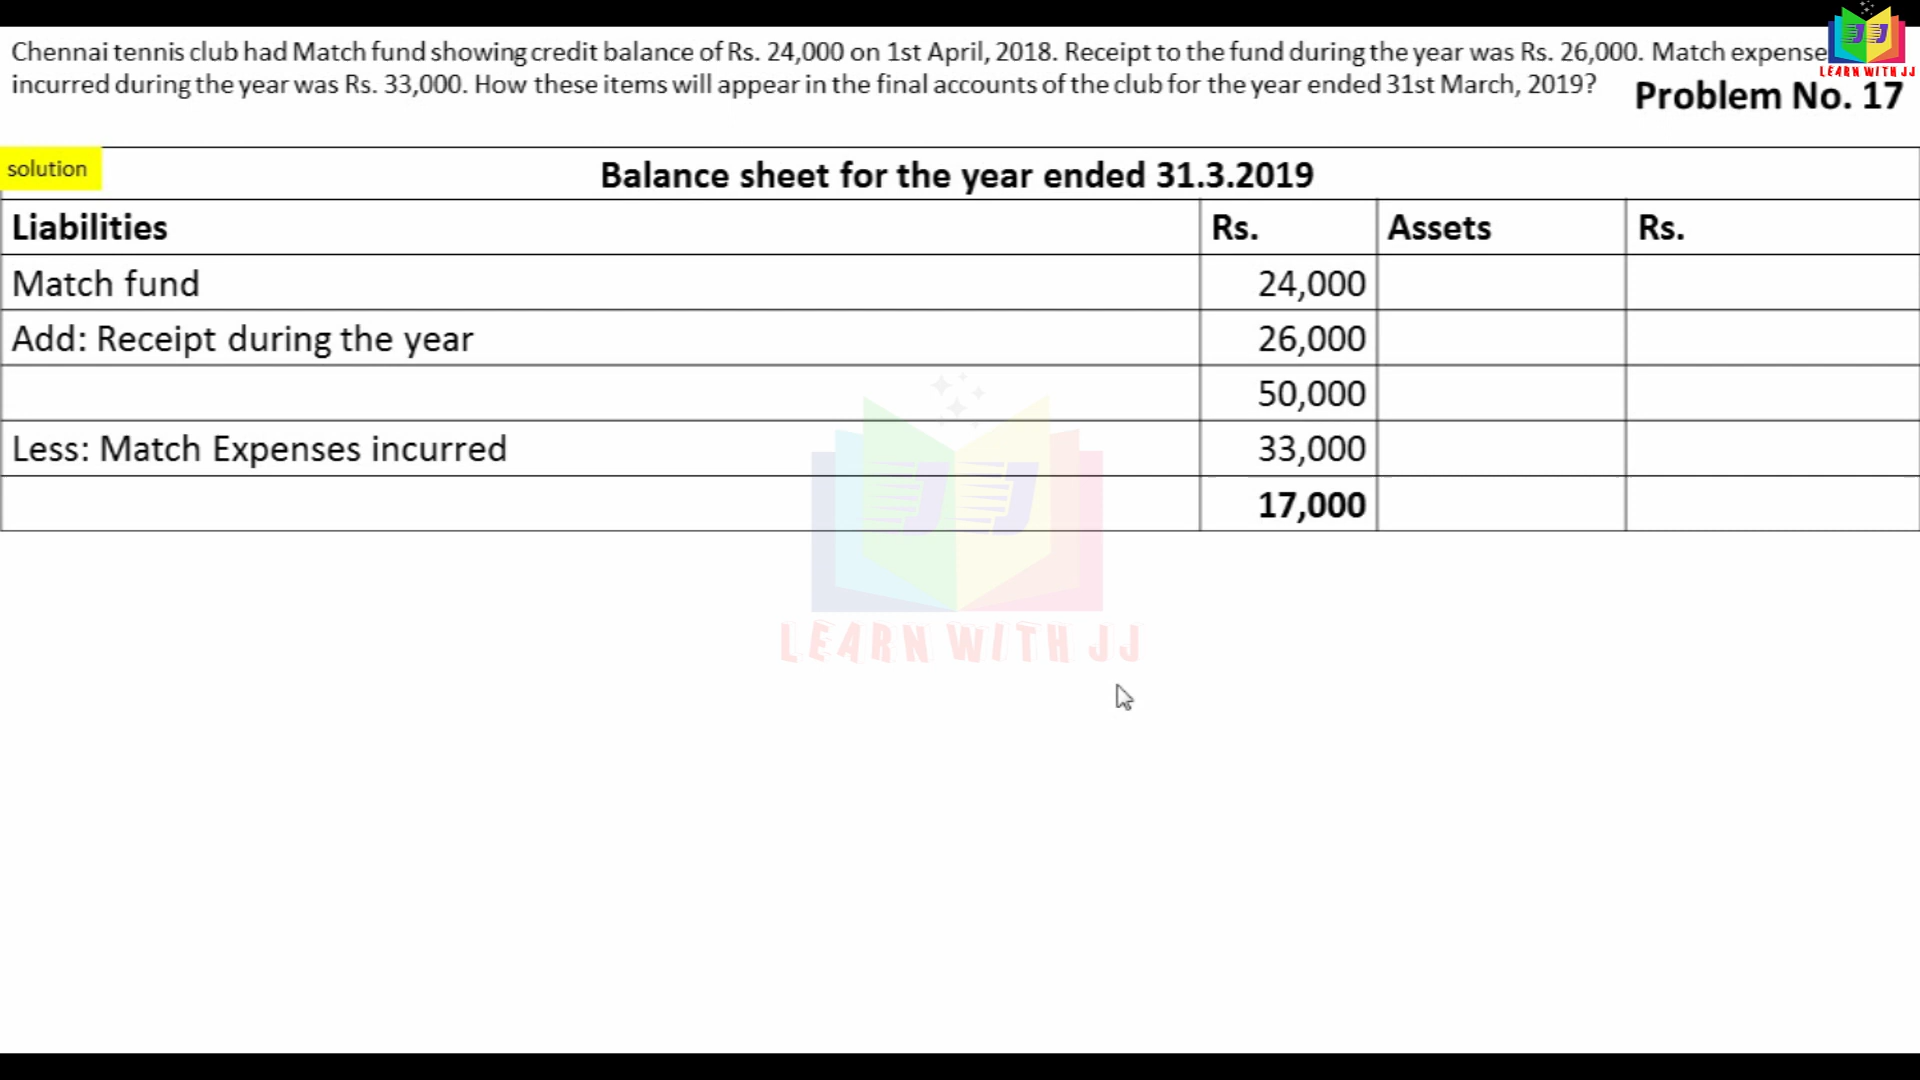 Chennai tennis club had Match fund showing credit balance of Rs. 24,000 on 1st April, 2018. Receipt to the fund during the year was Rs. 26,000. Match expense
incurred during the year was Rs. 33,000. How these items will appear in the final accounts of the club for the year ended 31st March, 2019?
LEARN WITH JJ
Problem No. 17
solution
Balance sheet for the year ended 31.3.2019
Liabilities Rs. Assets Rs.
Match fund 24,000
Add: Receipt during the year 26,000
50,000
Less: Match Expenses incurred 33,000
17,000
JJ
LEARN WITH JJ